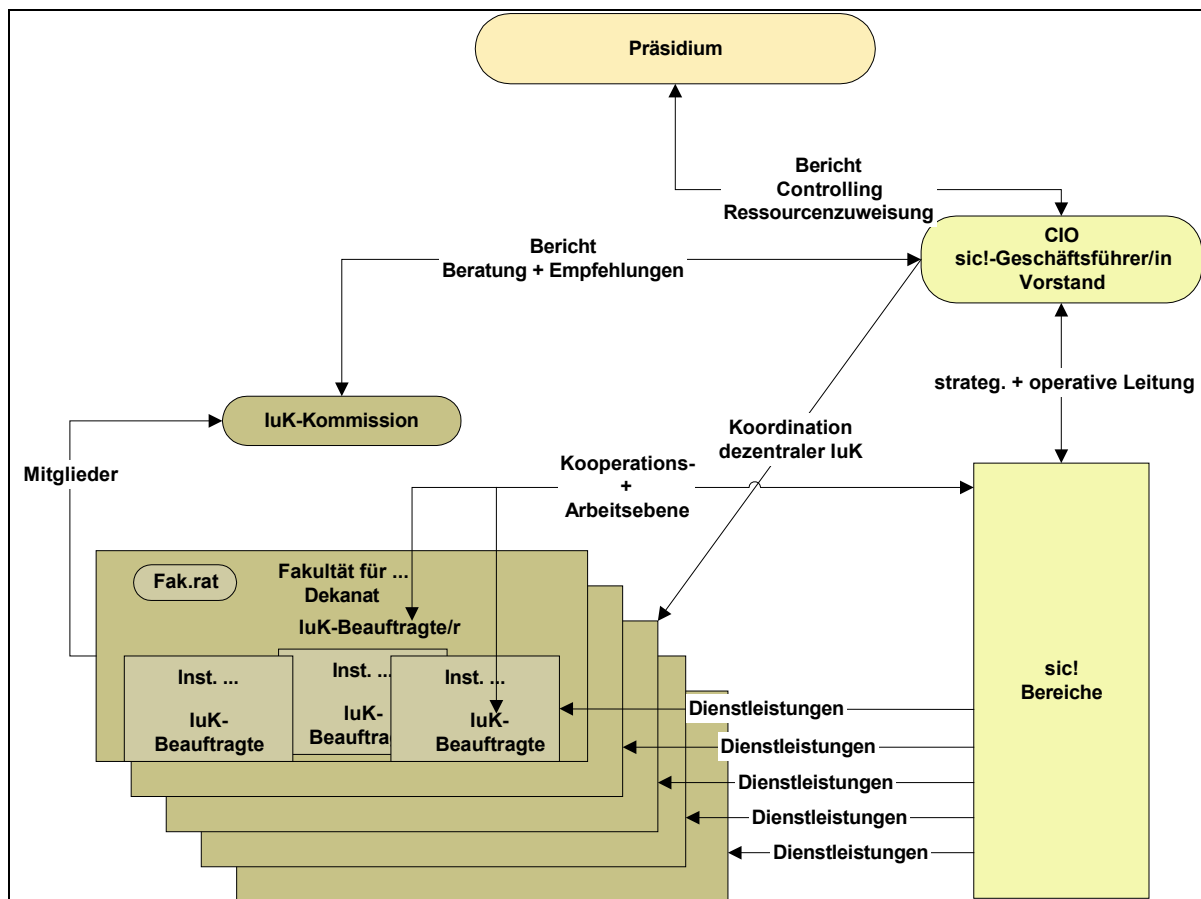 Präsidium
Bericht
Controlling
Ressourcenzuweisung
CIO
sic!-Geschäftsführer/in
Vorstand
Bericht
Beratung + Empfehlungen
strateg. + operative Leitung
IuK-Kommission
Koordination
dezentraler IuK
Mitglieder
Kooperations-
+
Arbeitsebene
Fak.rat
Fakultät für ...
Dekanat
IuK-Beauftragte/r
Inst. ...
IuK-
Beauftragte
Inst. ...
IuK-
Beauftragte
Inst. ...
IuK-
Beauftragte
sic!
Bereiche
Dienstleistungen
Dienstleistungen
Dienstleistungen
Dienstleistungen
Dienstleistungen